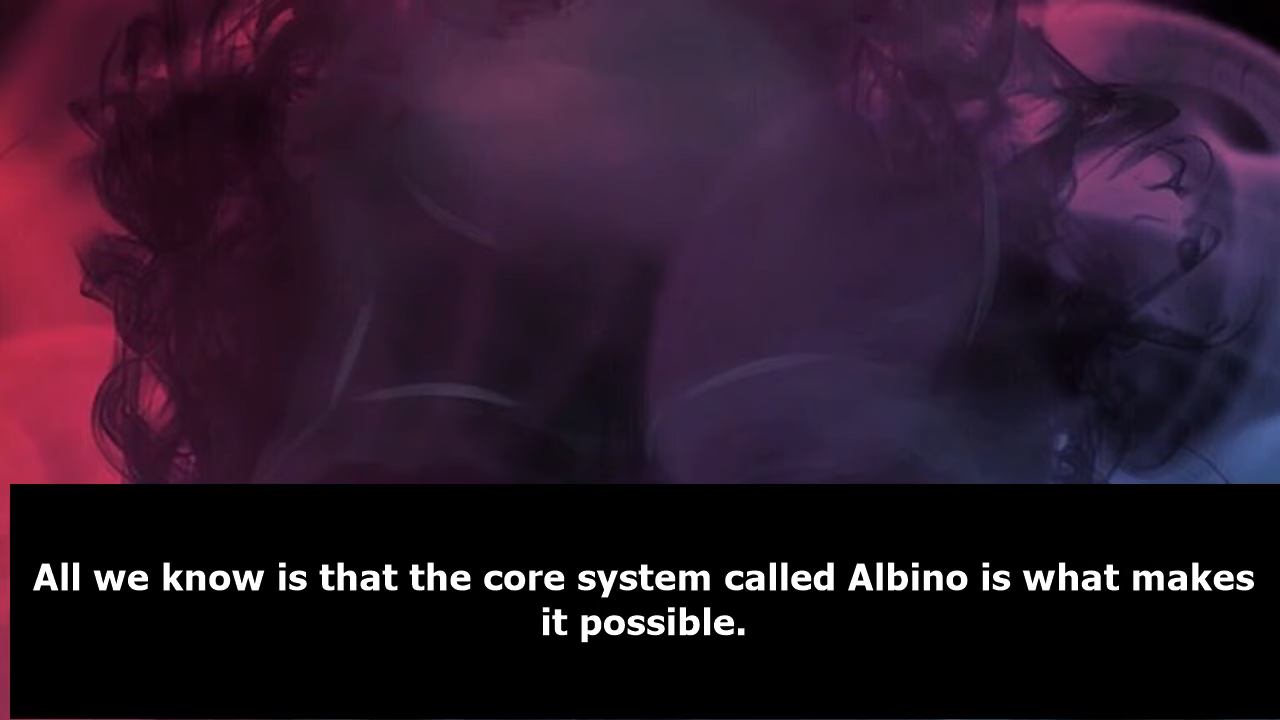 All we know is that the core system called Albino is what makes
it possible.